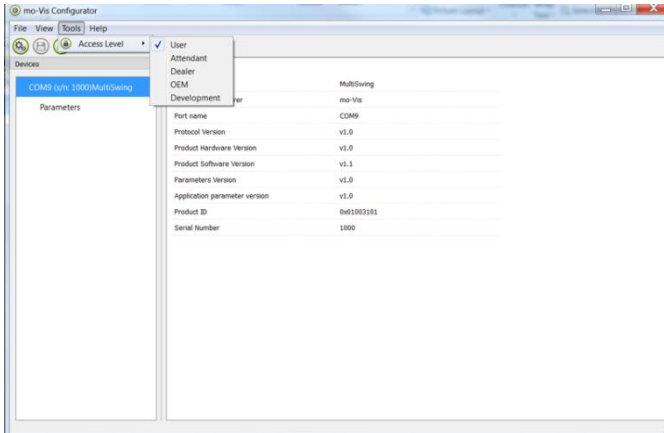 mo-Vis Configurator
File View Tools Help
Access Level
User
Attendant
Dealer
OEM
Development
Devices
COM9 (s/n: 1000)MultiSwing
Parameters
MultiSwing
mo-Vis
Port name COM9
Protocol Version v1.0
Product Hardware Version v1.0
Product Software Version v1.1
Parameters Version v1.0
Application parameter version v1.0
Product ID 0x01003101
Serial Number 1000